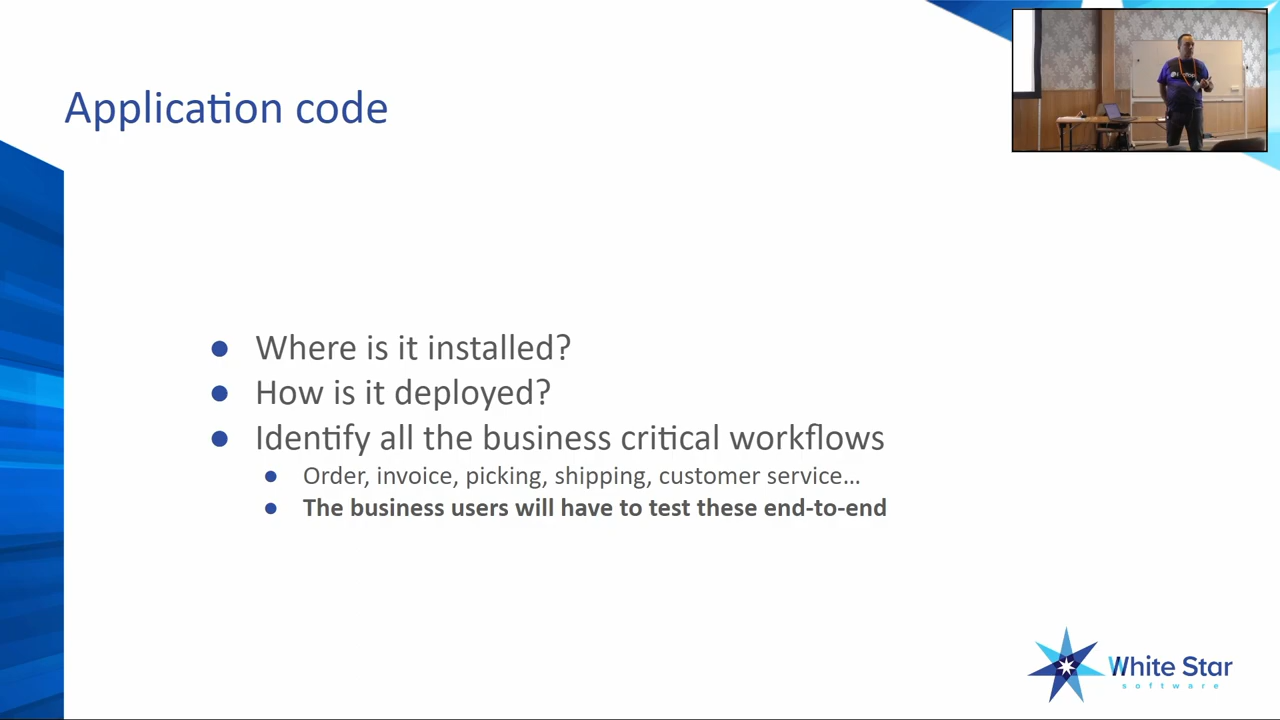 Application code
● Where is it installed?
● How is it deployed?
● Identify all the business critical workflows
● Order, invoice, picking, shipping, customer service…
● The business users will have to test these end-to-end
White Star
software